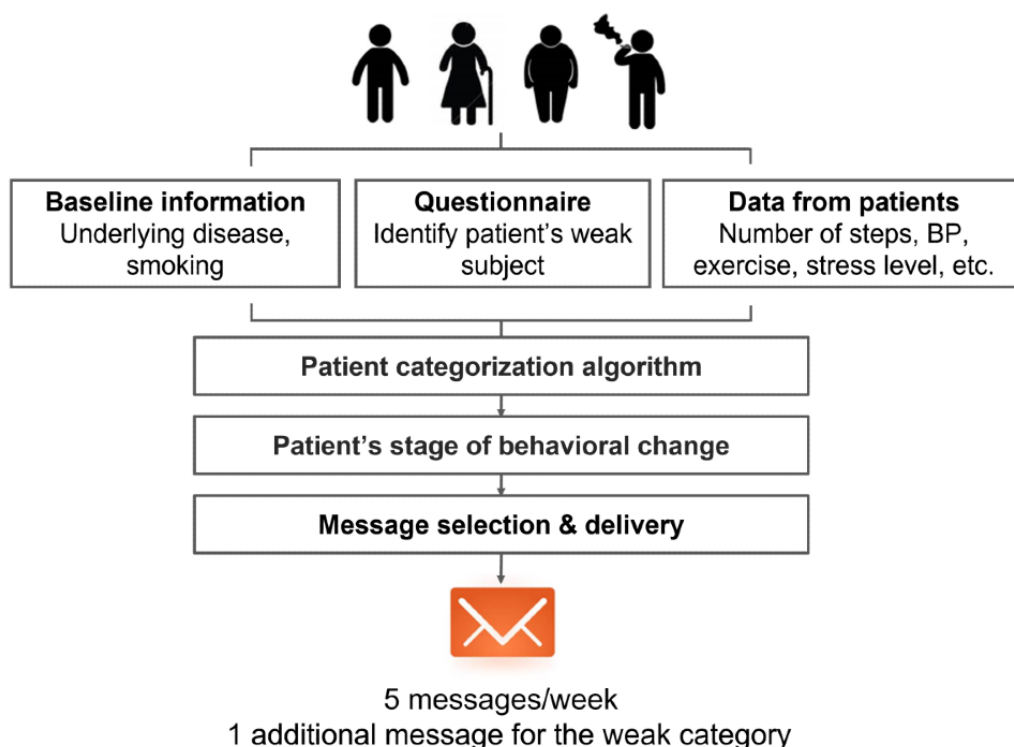 Baseline information
Underlying disease,
smoking
Questionnaire
Identify patient's weak
subject
Data from patients
Number of steps, BP,
exercise, stress level, etc.
Patient categorization algorithm
Patient's stage of behavioral change
Message selection & delivery
5 messages/week
1 additional message for the weak category